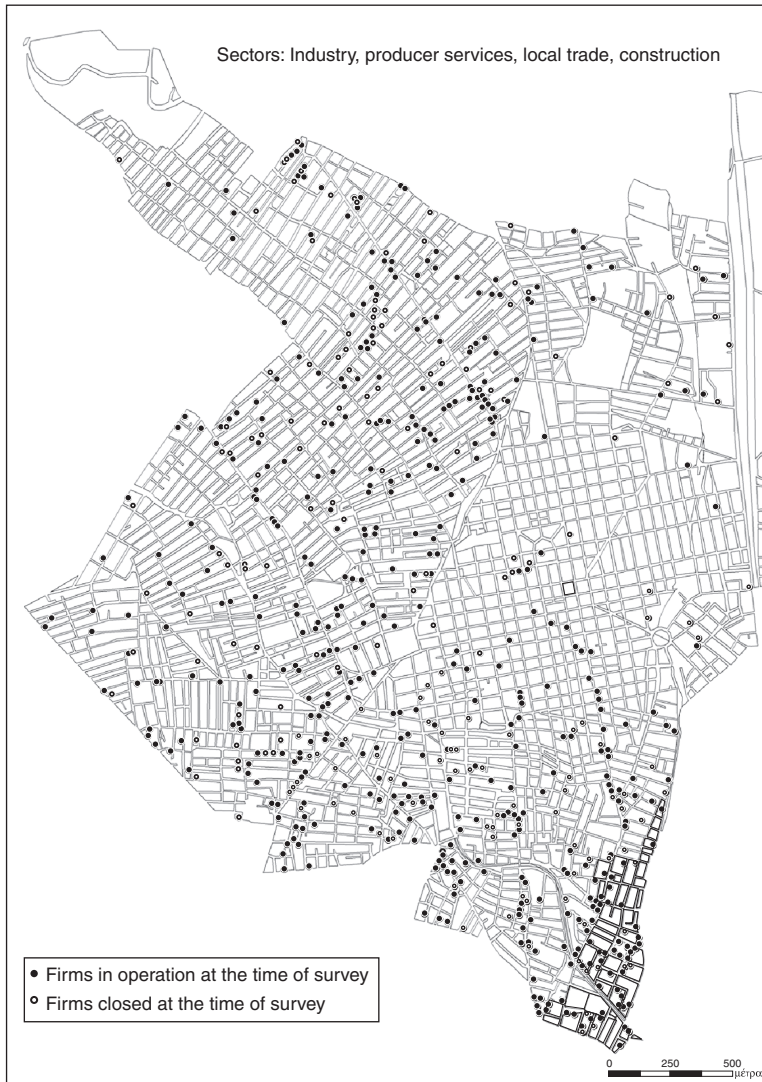 Sectors: Industry, producer services, local trade, construction
Firms in operation at the time of survey
Firms closed at the time of survey
0 250 500
μέτρα